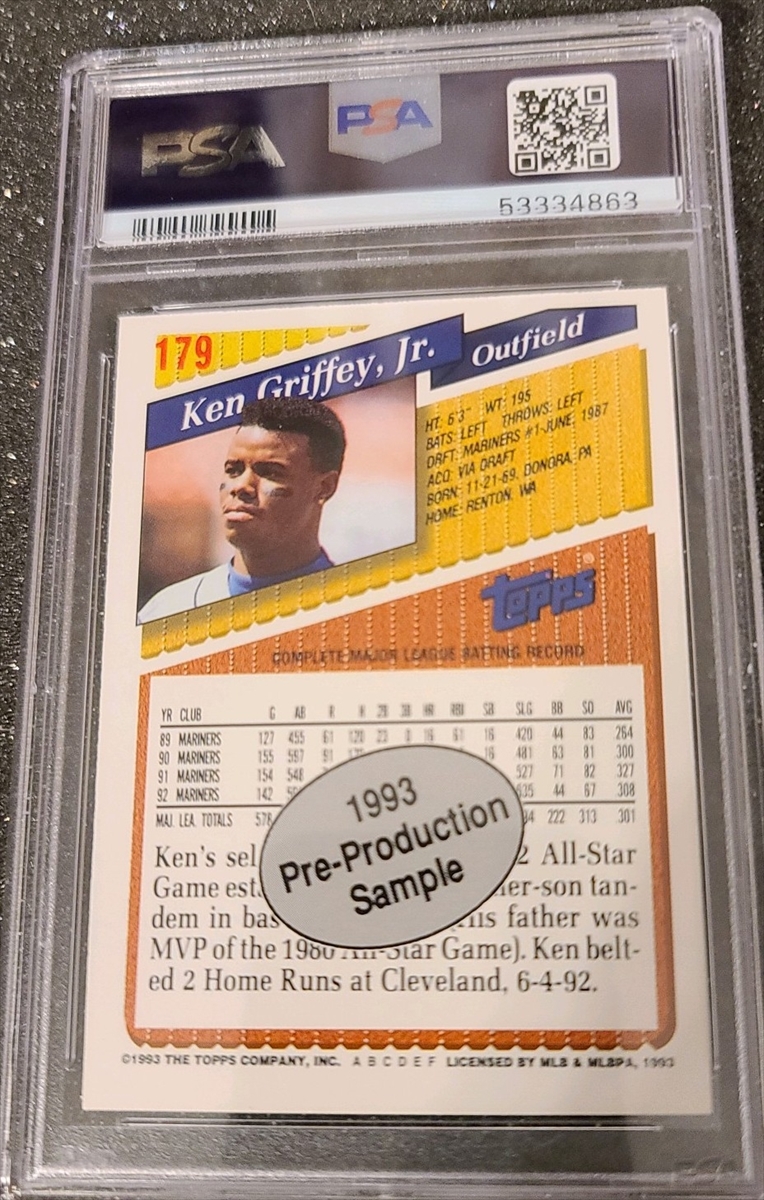 PSA
PSA
53334863
179
Ken Griffey, Jr.
Outfield
HT: 6'3" WT: 195
BATS: LEFT THROWS: LEFT
DRFT: MARINERS #1-JUNE, 1987
ACQ: VIA DRAFT
BORN: 11-21-69, DONORA, PA
HOME: RENTON, WA
Topps
COMPLETE MAJOR LEAGUE BATTING RECORD
YR CLUB G AB R H 2B 3B HR RBI SB SLG BB SO AVG
89 MARINERS 127 455 61 120 23 0 16 61 16 420 44 83 264
90 MARINERS 155 597 91 16 481 63 81 300
91 MARINERS 154 548 527 71 82 327
92 MARINERS 142 535 44 67 308
MAJ. LEA. TOTALS 578 222 313 301
1993
Pre-Production
Sample
Ken's sel 2 All-Star
Game est er-son tan-
dem in bas His father was
MVP of the 1980 All-Star Game). Ken belt-
ed 2 Home Runs at Cleveland, 6-4-92.
©1993 THE TOPPS COMPANY, INC. A B C D E F LICENSED BY MLB & MLBPA, 1993